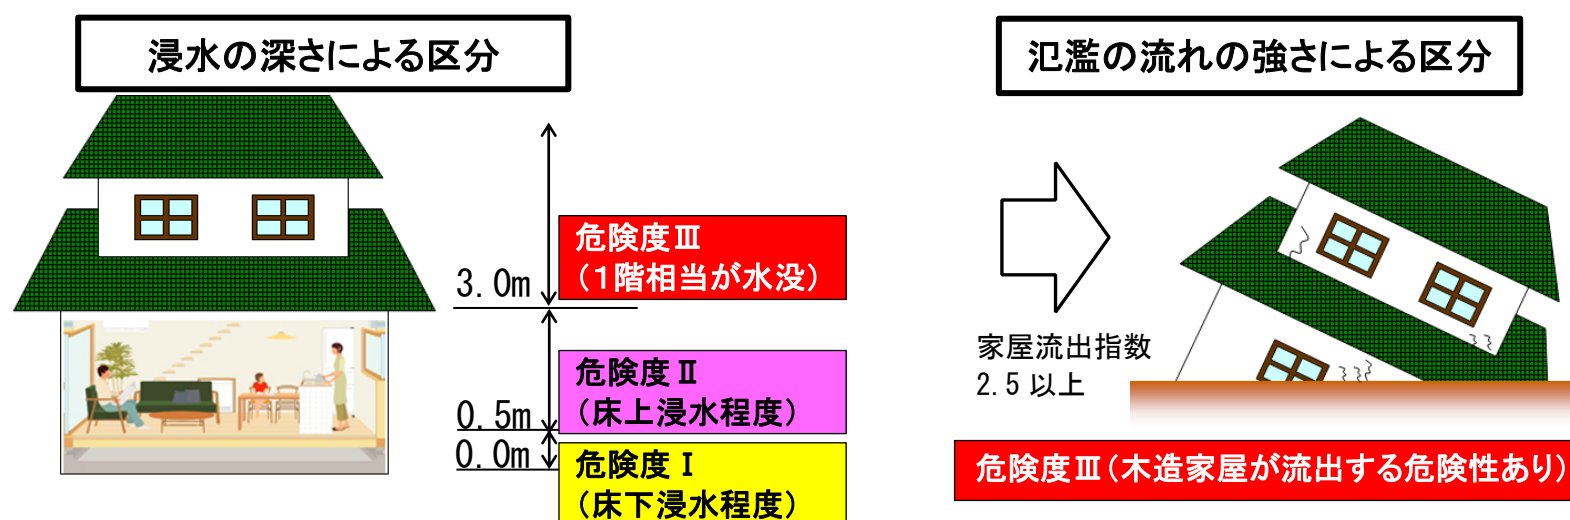 浸水の深さによる区分
3.0m
危険度Ⅲ
（1階相当が水没）
危険度Ⅱ
（床上浸水程度）
0.5m
0.0m
危険度Ⅰ
（床下浸水程度）
氾濫の流れの強さによる区分
家屋流出指数
2.5以上
危険度Ⅲ（木造家屋が流出する危険性あり）